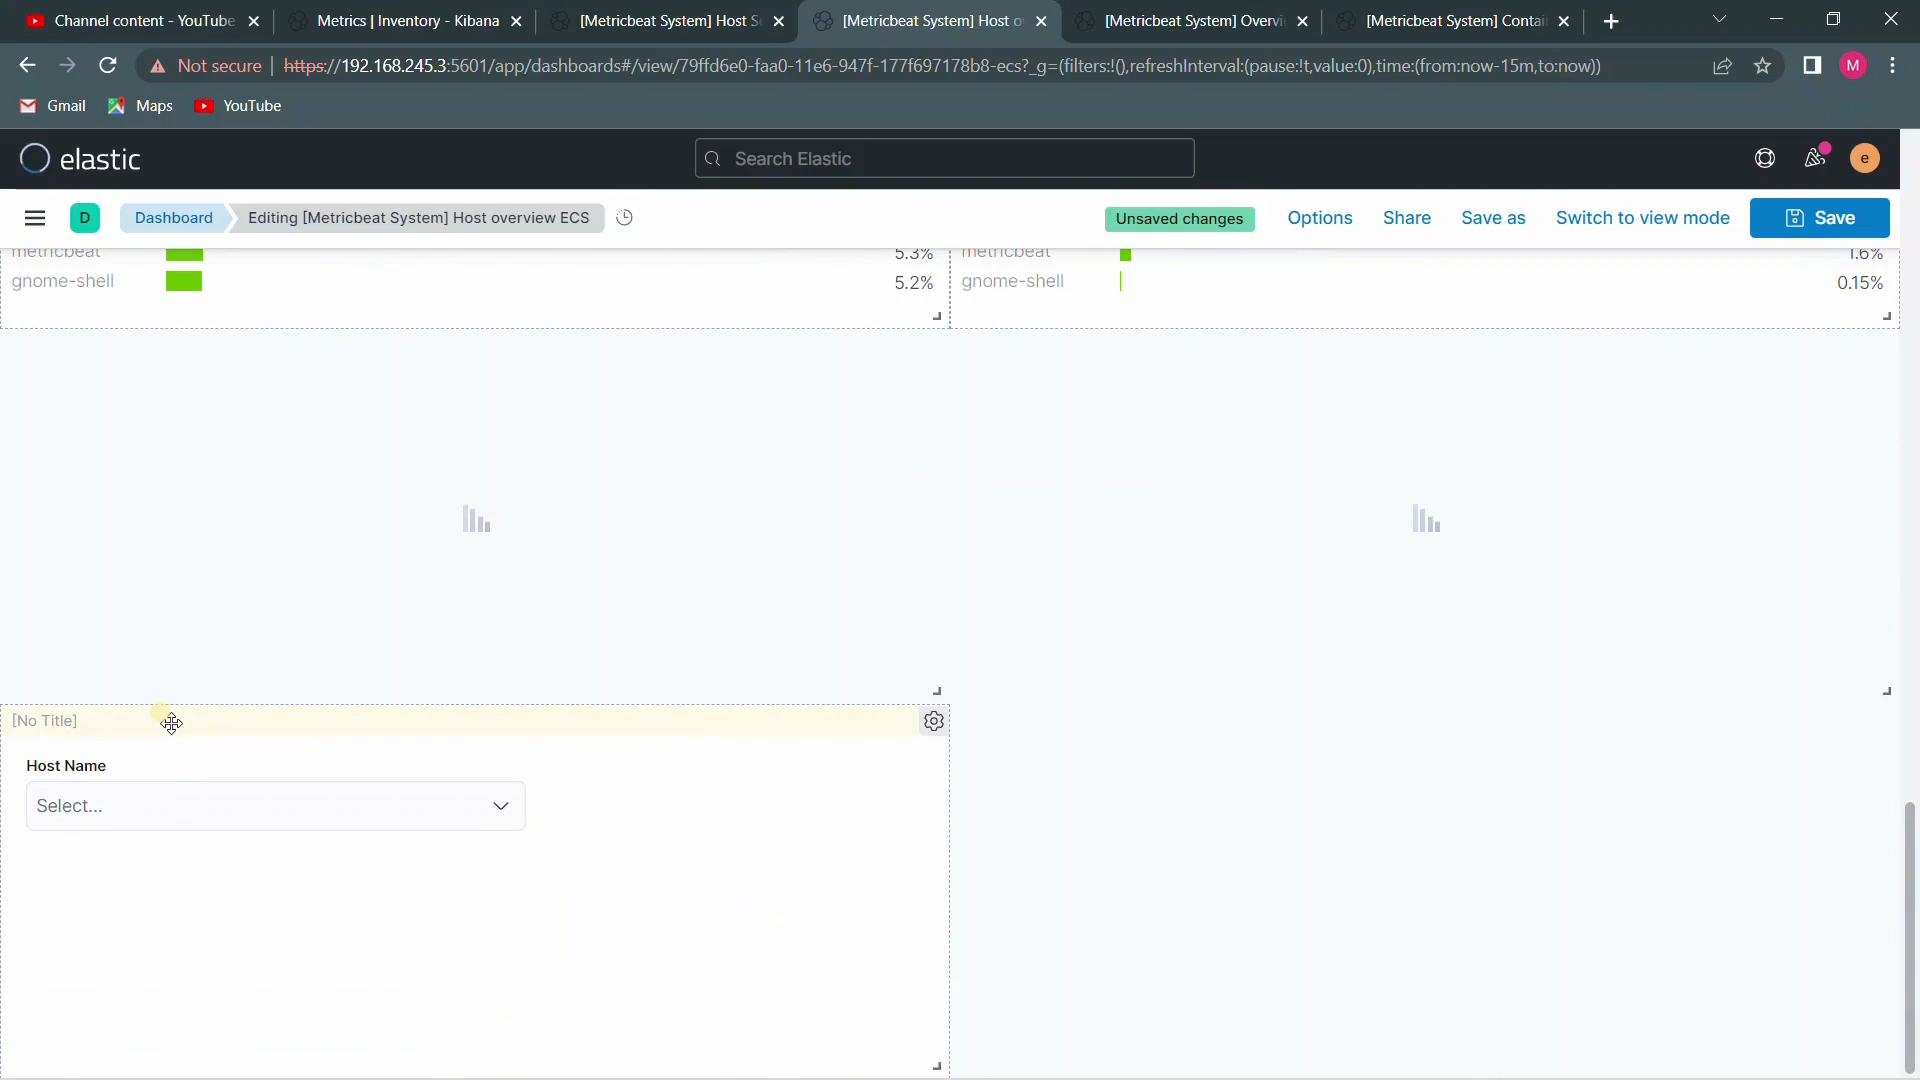 Channel content - YouTube
Metrics | Inventory - Kibana
[Metricbeat System] Host S
[Metricbeat System] Host o
[Metricbeat System] Overvi
[Metricbeat System] Contai
Not secure
https://192.168.245.3:5601/app/dashboards#/view/79ffd6e0-faa0-11e6-947f-177f697178b8-ecs?_g=(filters:!(),refreshInterval:(pause:!t,value:0),time:(from:now-15m,to:now))
M
Gmail
Maps
YouTube
elastic
Search Elastic
e
D
Dashboard
Editing [Metricbeat System] Host overview ECS
Unsaved changes
Options
Share
Save as
Switch to view mode
Save
metricbeat
5.3%
metricbeat
1.6%
gnome-shell
5.2%
gnome-shell
0.15%
[No Title]
Host Name
Select...